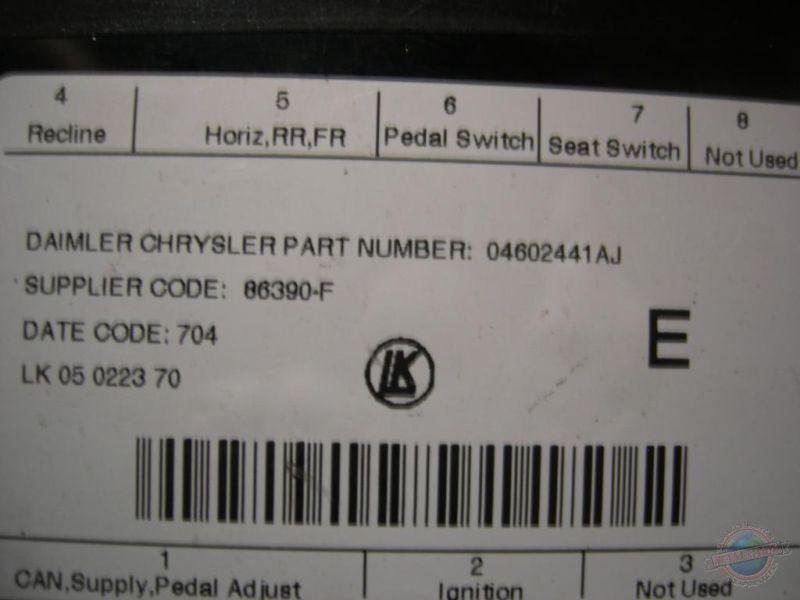 4 5 6 7 8
Recline Horiz,RR,FR Pedal Switch Seat Switch Not Used
DAIMLER CHRYSLER PART NUMBER: 04602441AJ
SUPPLIER CODE: 86390-F
DATE CODE: 704
LK 05 0223 70
LK
E
1 2 3
CAN,Supply,Pedal Adjust Ignition Not Used